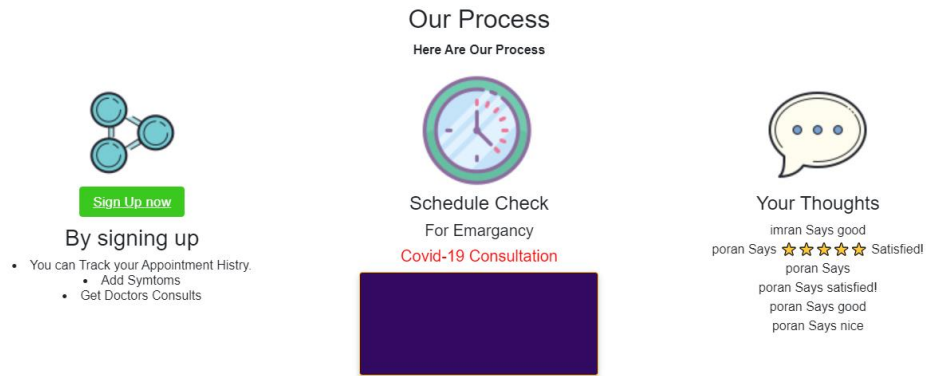 Our Process
Here Are Our Process
Sign Up now
By signing up
• You can Track your Appointment Histry.
• Add Symtoms
• Get Doctors Consults
Schedule Check
For Emargancy
Covid-19 Consultation
Your Thoughts
imran Says good
poran Says ⭐⭐⭐⭐⭐ Satisfied!
poran Says
poran Says satisfied!
poran Says good
poran Says nice